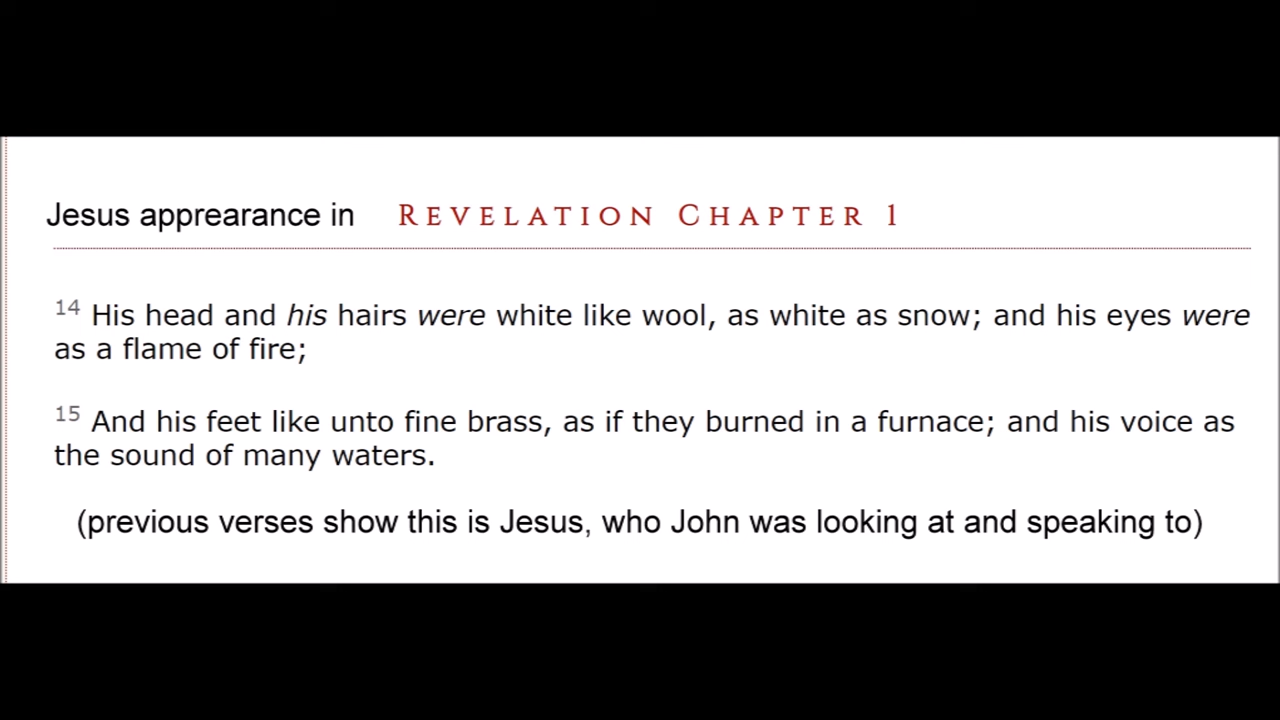 Jesus apprearance in REVELATION CHAPTER 1
14 His head and his hairs were white like wool, as white as snow; and his eyes were
as a flame of fire;
15 And his feet like unto fine brass, as if they burned in a furnace; and his voice as
the sound of many waters.
(previous verses show this is Jesus, who John was looking at and speaking to)